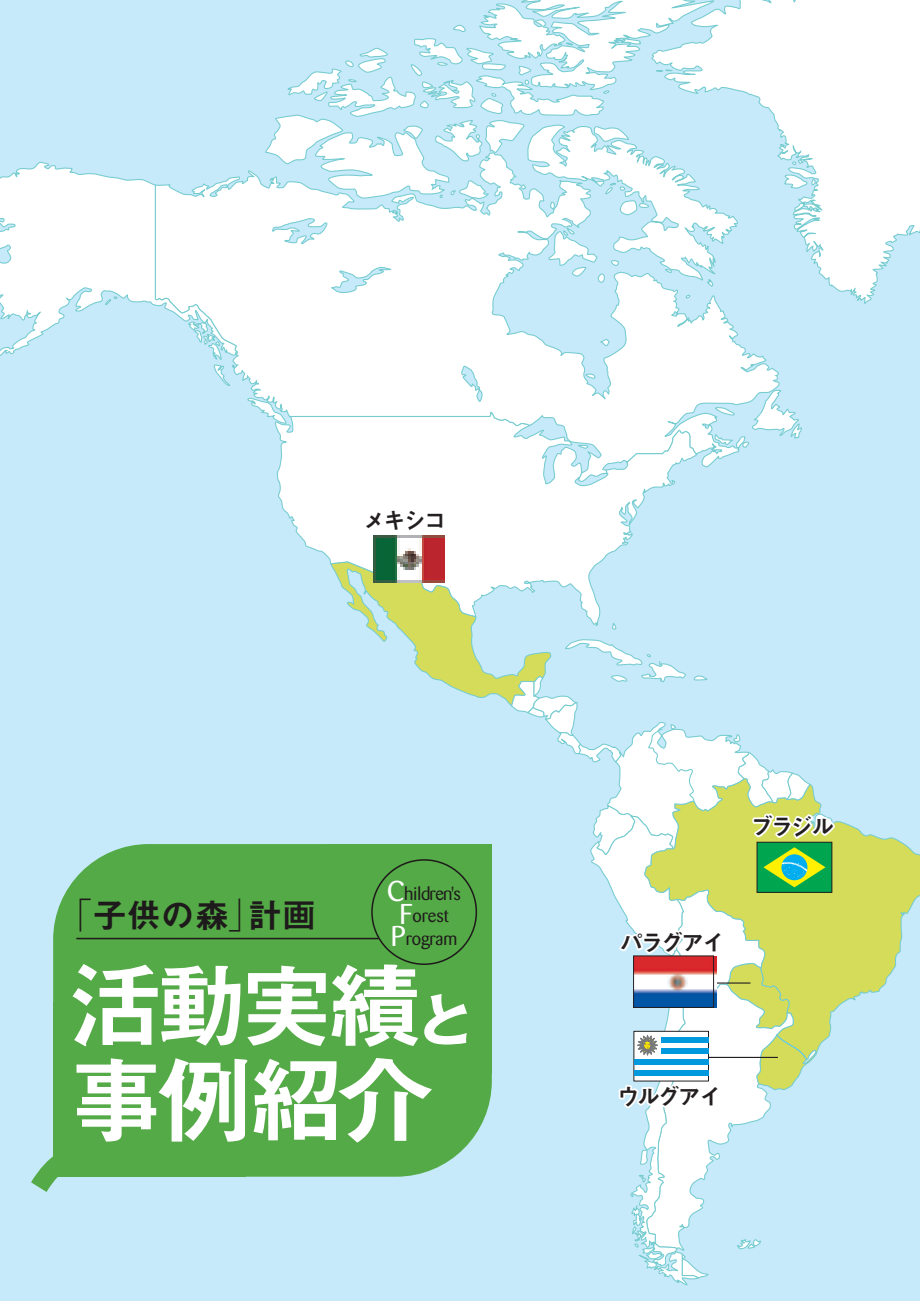 メキシコ
ブラジル
パラグアイ
ウルグアイ
「子供の森」計画
Children's
Forest
Program
活動実績と
事例紹介